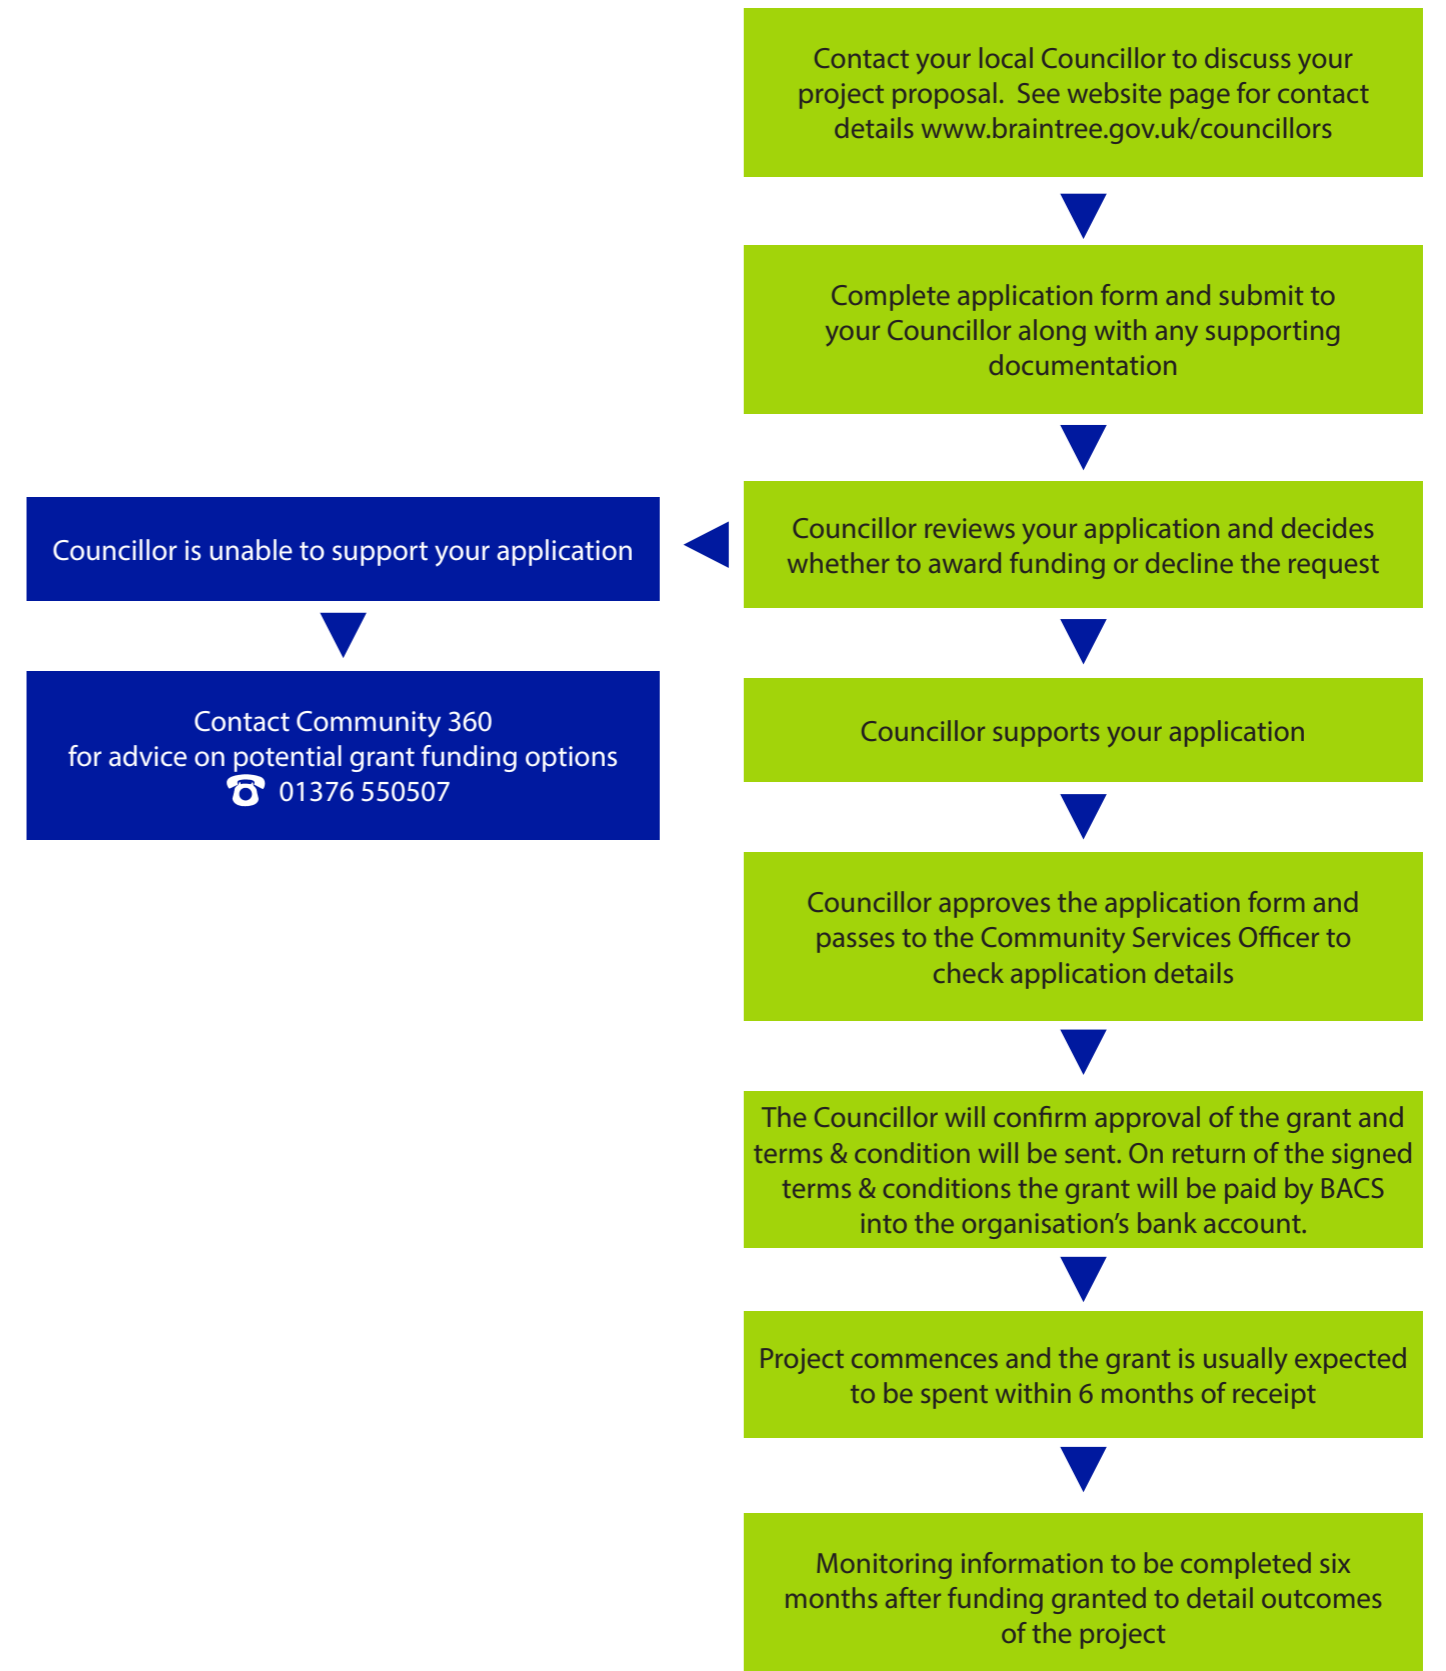 Contact your local Councillor to discuss your
project proposal.  See website page for contact
details www.braintree.gov.uk/councillors
Complete application form and submit to
your Councillor along with any supporting
documentation
Councillor reviews your application and decides
whether to award funding or decline the request
Councillor is unable to support your application
Contact Community 360
for advice on potential grant funding options
01376 550507
Councillor supports your application
Councillor approves the application form and
passes to the Community Services Officer to
check application details
The Councillor will confirm approval of the grant and
terms & condition will be sent. On return of the signed
terms & conditions the grant will be paid by BACS
into the organisation’s bank account.
Project commences and the grant is usually expected
to be spent within 6 months of receipt
Monitoring information to be completed six
months after funding granted to detail outcomes
of the project